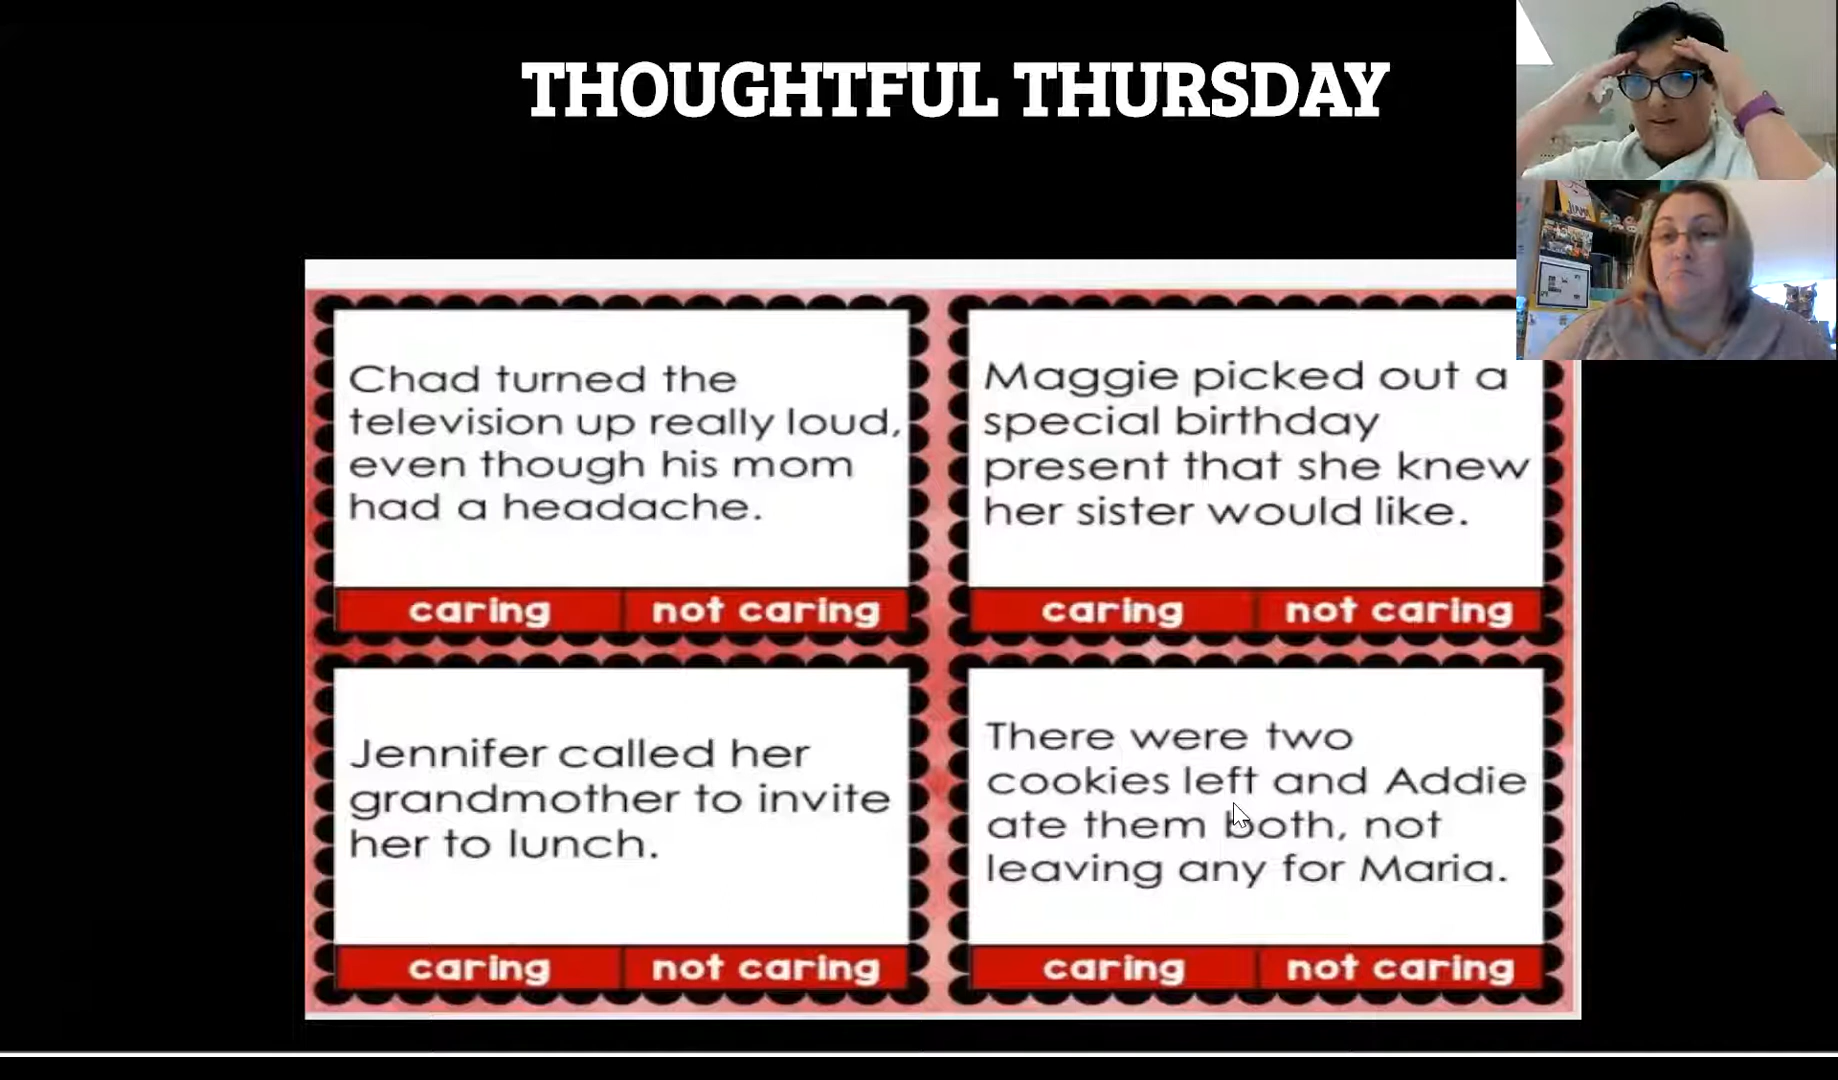 THOUGHTFUL THURSDAY
Chad turned the
television up really loud,
even though his mom
had a headache.
caring not caring
Maggie picked out a
special birthday
present that she knew
her sister would like.
caring not caring
Jennifer called her
grandmother to invite
her to lunch.
caring not caring
There were two
cookies left and Addie
ate them both, not
leaving any for Maria.
caring not caring